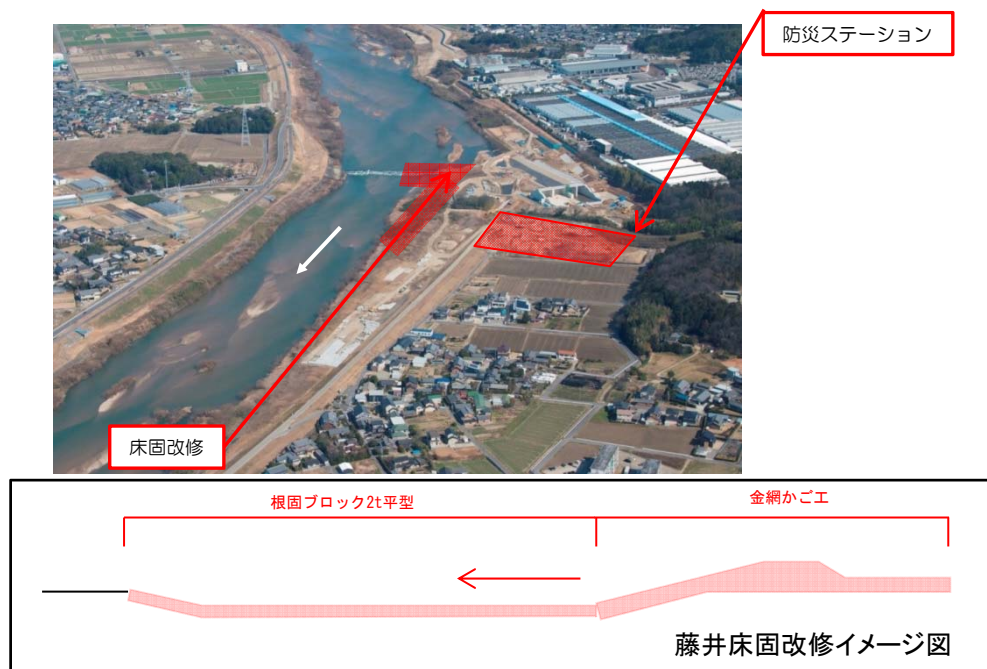 防災ステーション
床固改修
根固ブロック2t平型
金網かご工
藤井床固改修イメージ図